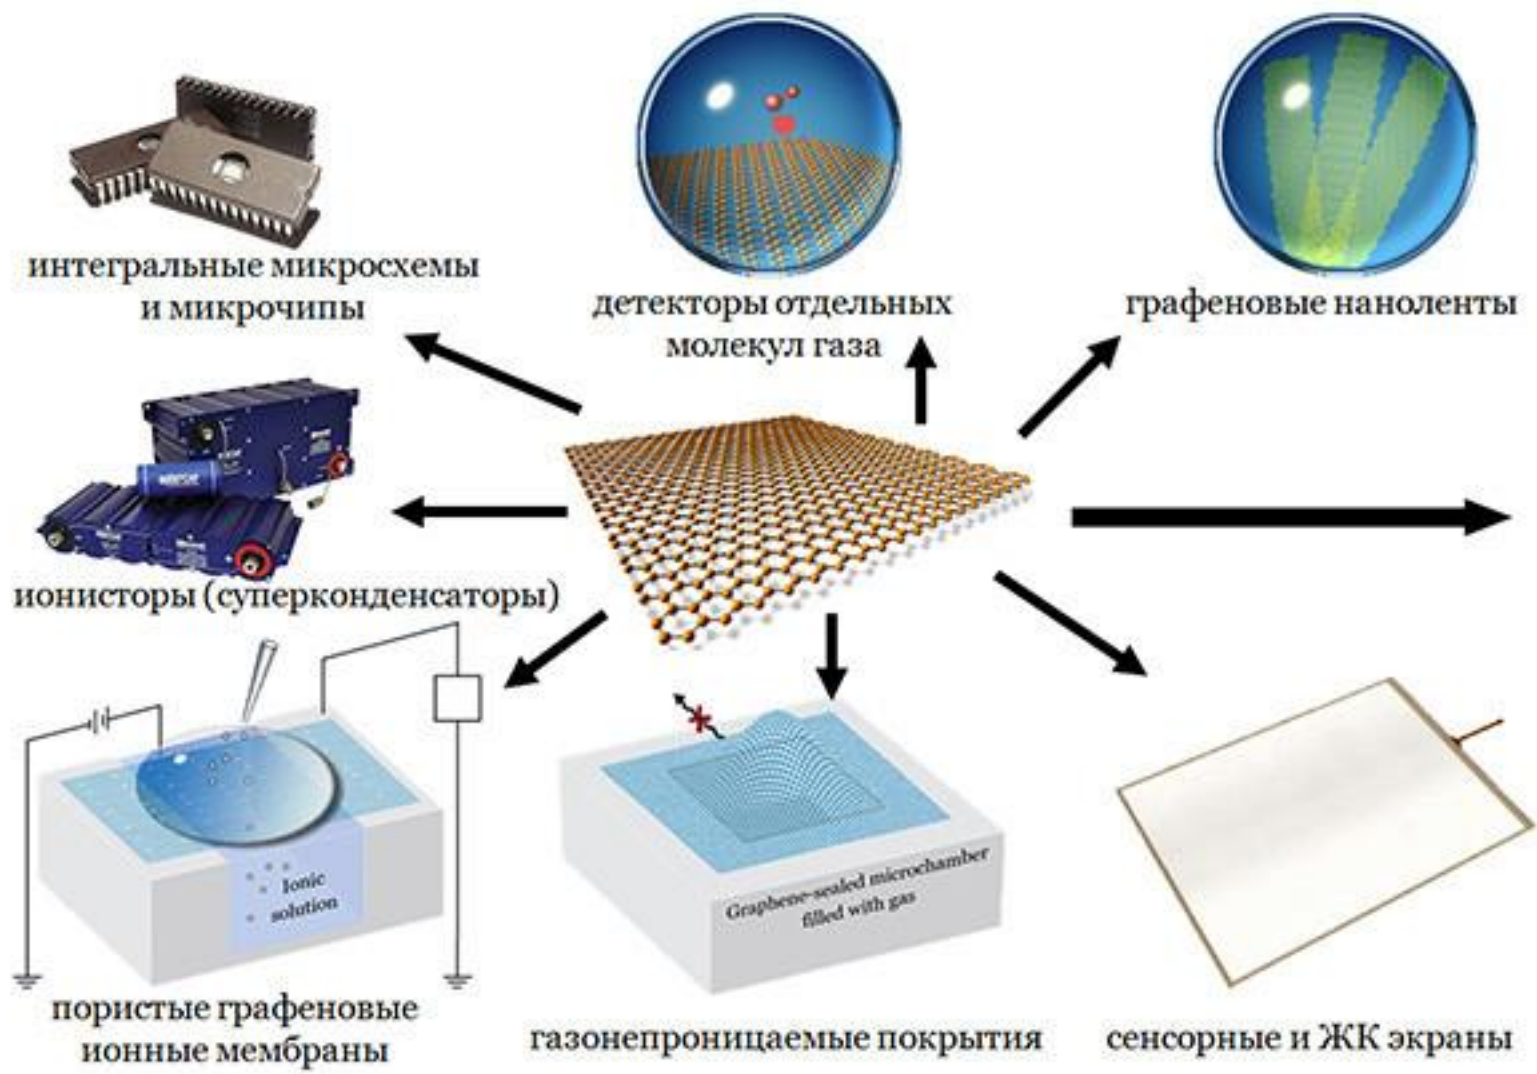 интегральные микросхемы
и микрочипы
детекторы отдельных
молекул газа
графеновые наноленты
ионисторы (суперконденсаторы)
Ionic
solution
пористые графеновые
ионные мембраны
Graphene-sealed microchamber
filled with gas
газонепроницаемые покрытия
сенсорные и ЖК экраны